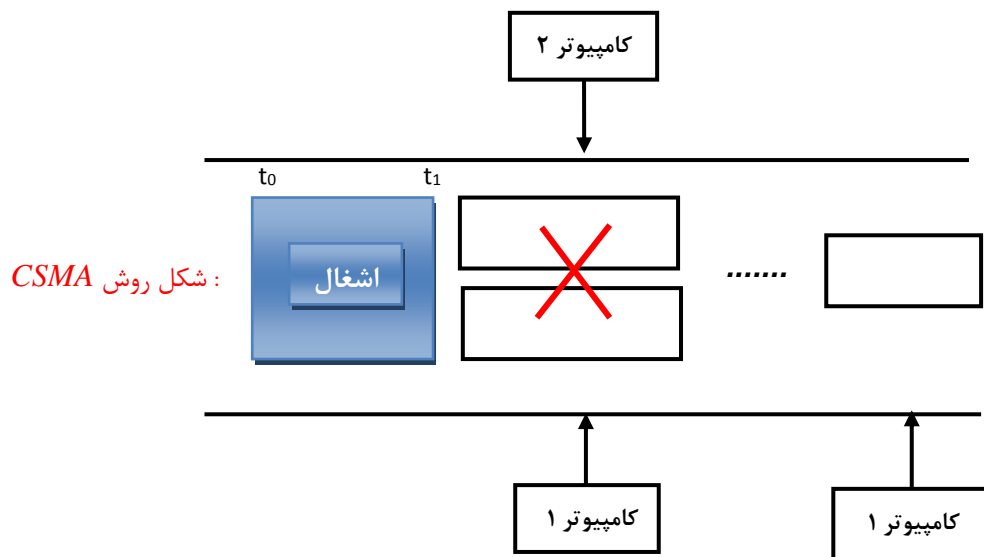 کامپیوتر ۲
t₀
t₁
شکل روش CSMA :
اشغال
.......
کامپیوتر ۱
کامپیوتر ۱